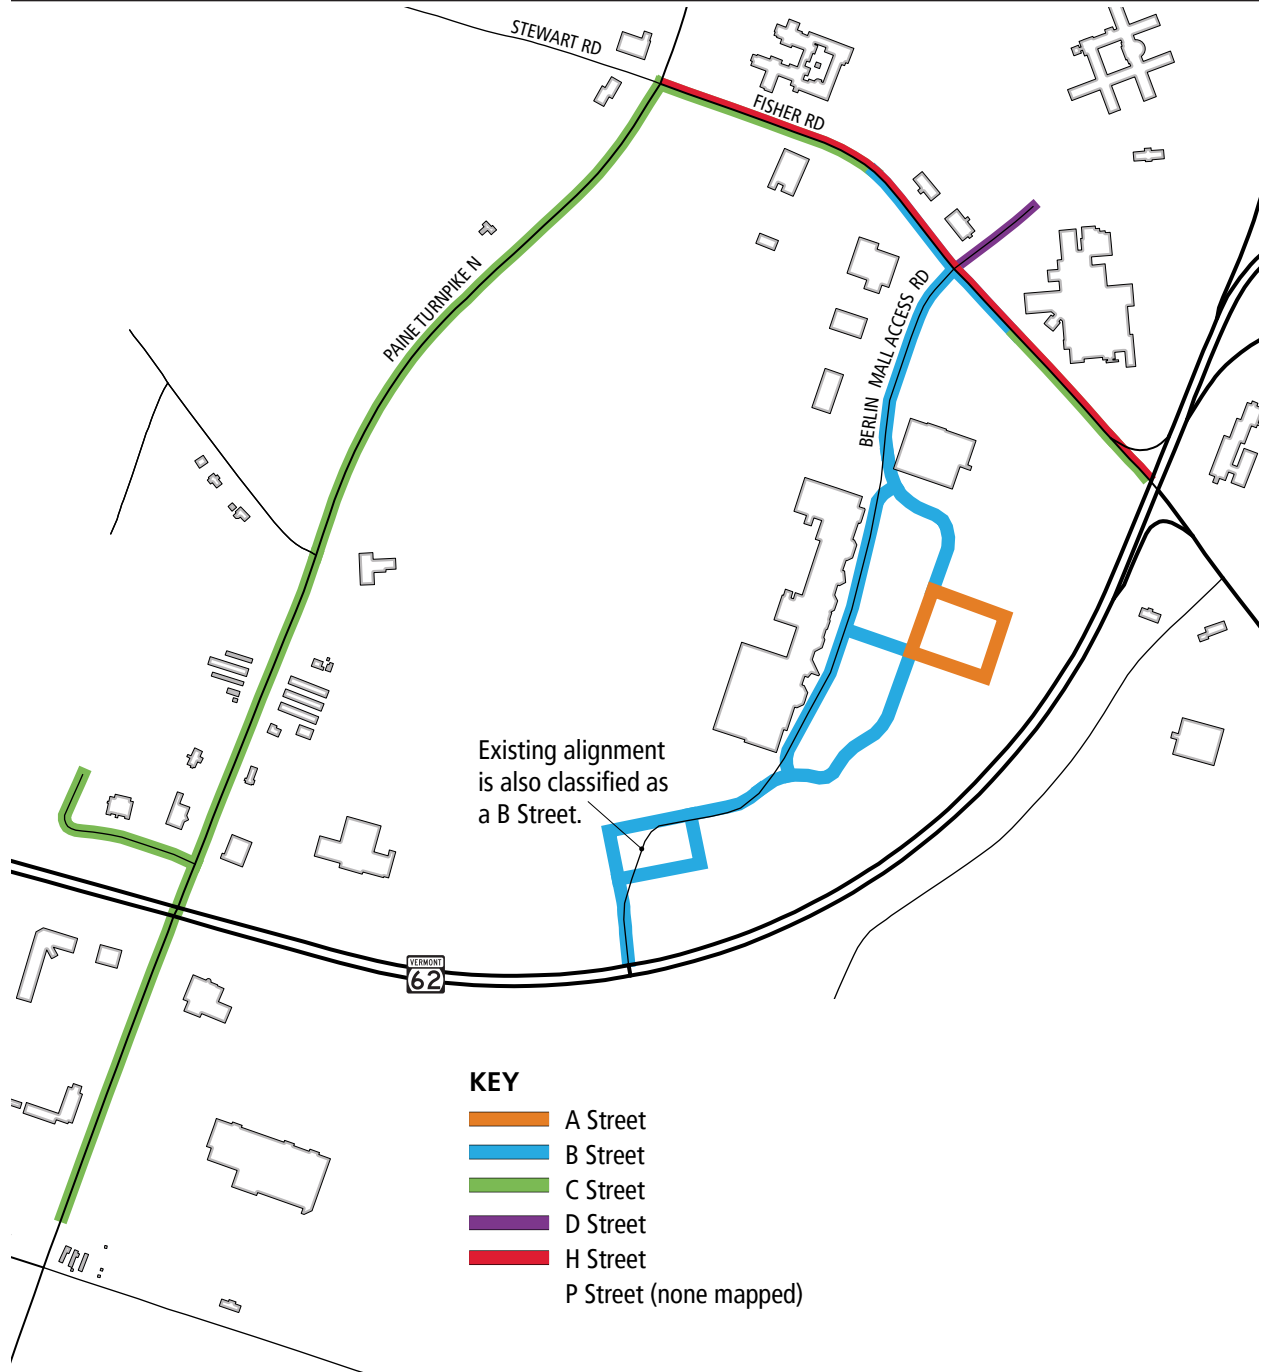 STEWART RD
FISHER RD
PAINE TURNPIKE N
BERLIN MALL ACCESS RD
Existing alignment
is also classified as
a B Street.
VERMONT
62
KEY
A Street
B Street
C Street
D Street
H Street
P Street (none mapped)